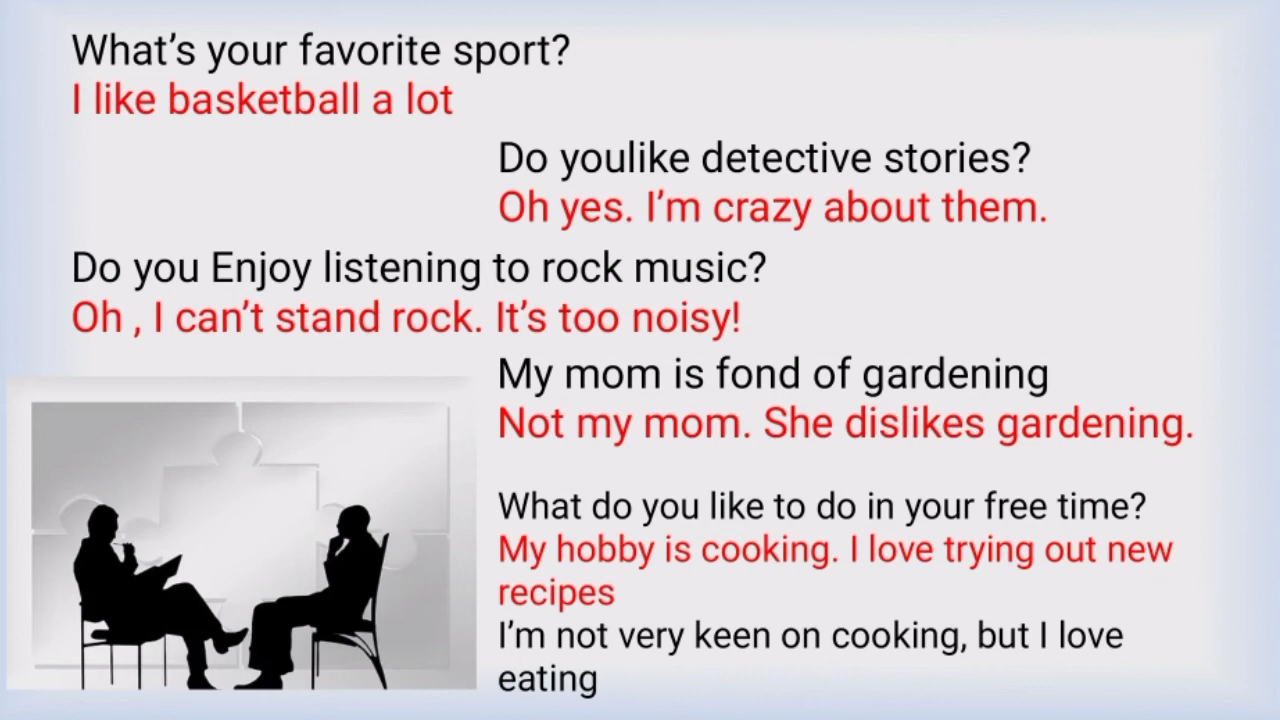 What's your favorite sport?
I like basketball a lot
Do youlike detective stories?
Oh yes. I'm crazy about them.
Do you Enjoy listening to rock music?
Oh , I can't stand rock. It's too noisy!
My mom is fond of gardening
Not my mom. She dislikes gardening.
What do you like to do in your free time?
My hobby is cooking. I love trying out new
recipes
I'm not very keen on cooking, but I love
eating